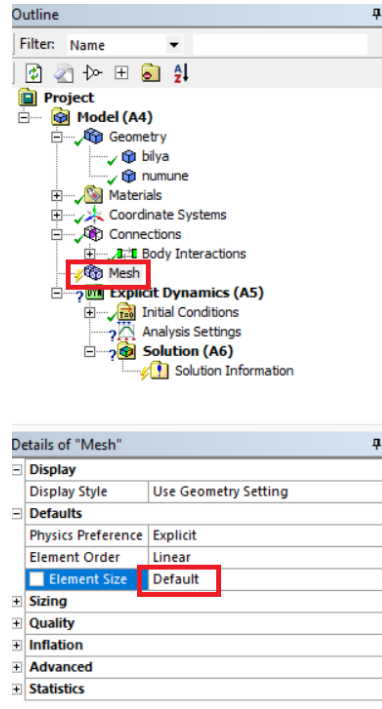 Outline
Filter: Name
Project
Model (A4)
Geometry
bilya
numune
Materials
Coordinate Systems
Connections
Body Interactions
Mesh
Explicit Dynamics (A5)
Initial Conditions
Analysis Settings
Solution (A6)
Solution Information
Details of "Mesh"
Display
Display Style Use Geometry Setting
Defaults
Physics Preference Explicit
Element Order Linear
Element Size Default
Sizing
Quality
Inflation
Advanced
Statistics